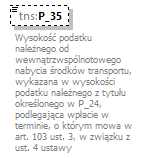 tns:P_35
Wysokość podatku
należnego od
wewnątrzwspólnotowego
nabycia środków transportu,
wykazana w wysokości
podatku należnego z tytułu
określonego w P_24,
podlegająca wpłacie w
terminie, o którym mowa w
art. 103 ust. 3, w związku z
ust. 4 ustawy